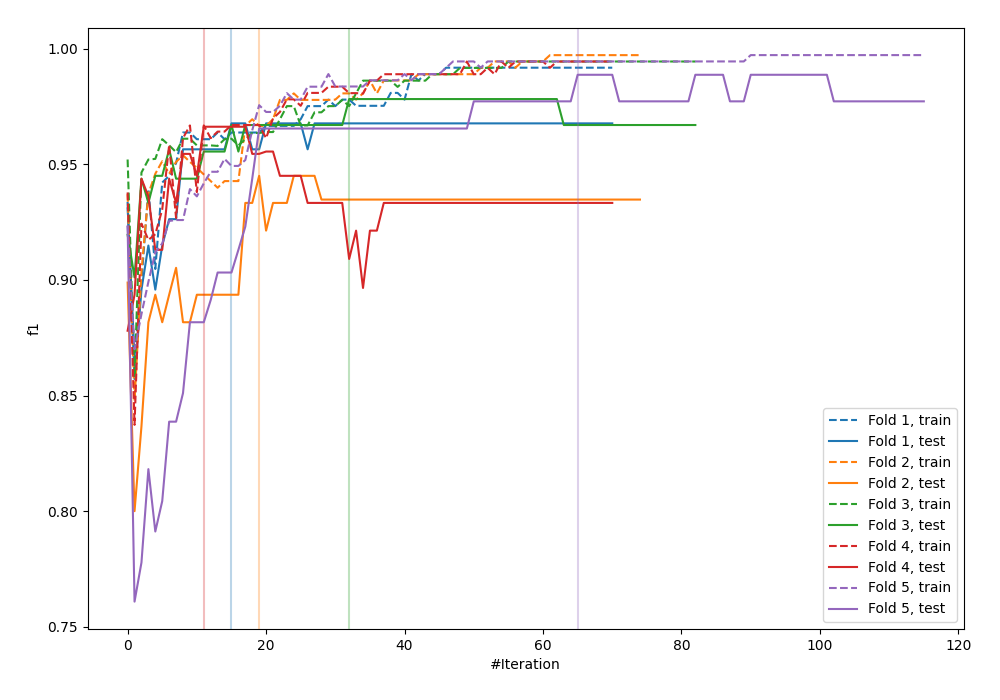 1.00
0.95
0.90
0.85
0.80
0.75
f1
0
20
40
60
80
100
120
#Iteration
Fold 1, train
Fold 1, test
Fold 2, train
Fold 2, test
Fold 3, train
Fold 3, test
Fold 4, train
Fold 4, test
Fold 5, train
Fold 5, test